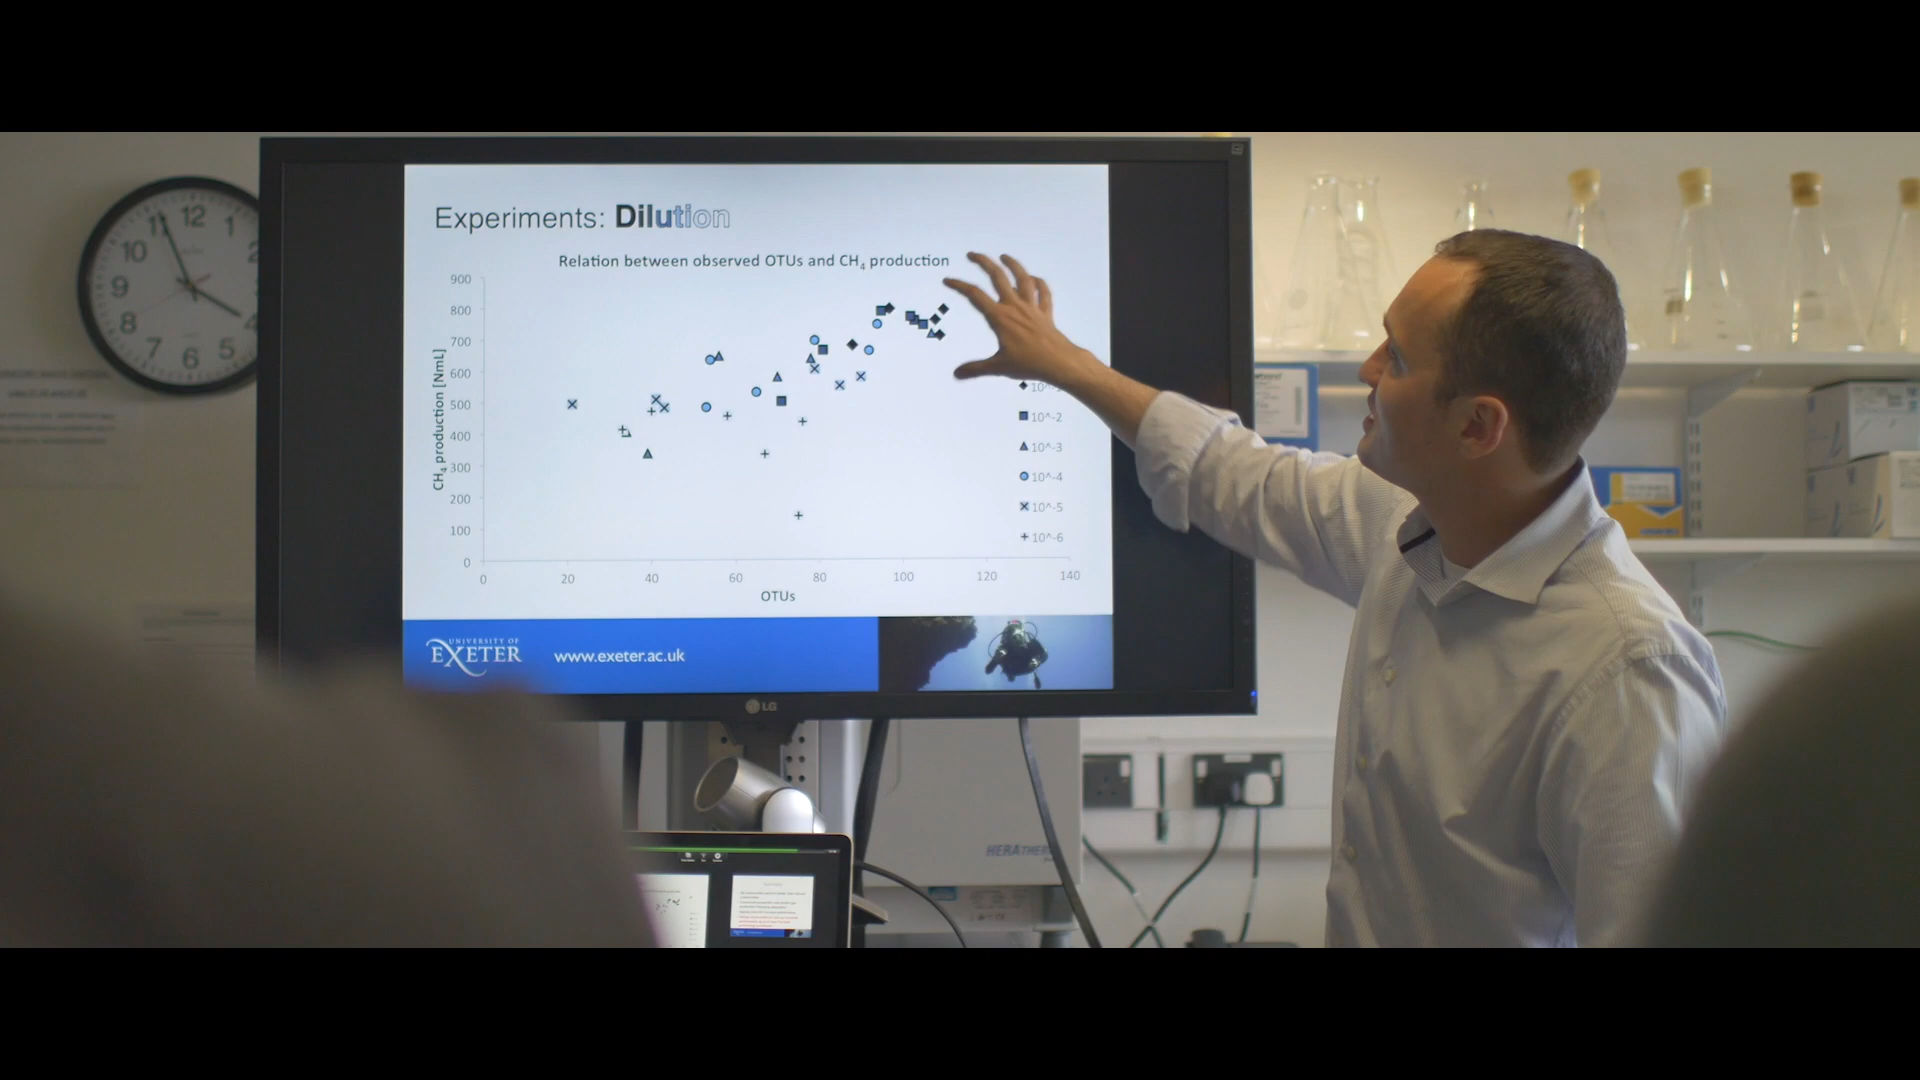 Experiments: Dilution
Relation between observed OTUs and CH₄ production
CH₄ production [NmL]
900
800
700
600
500
400
300
200
100
0
0 20 40 60 80 100 120 140
OTUs
10^-2
10^-3
10^-4
10^-5
10^-6
UNIVERSITY OF
EXETER
www.exeter.ac.uk
LG
12
1
11
10
9
8
7
6
5
4
HERATHER
Summary